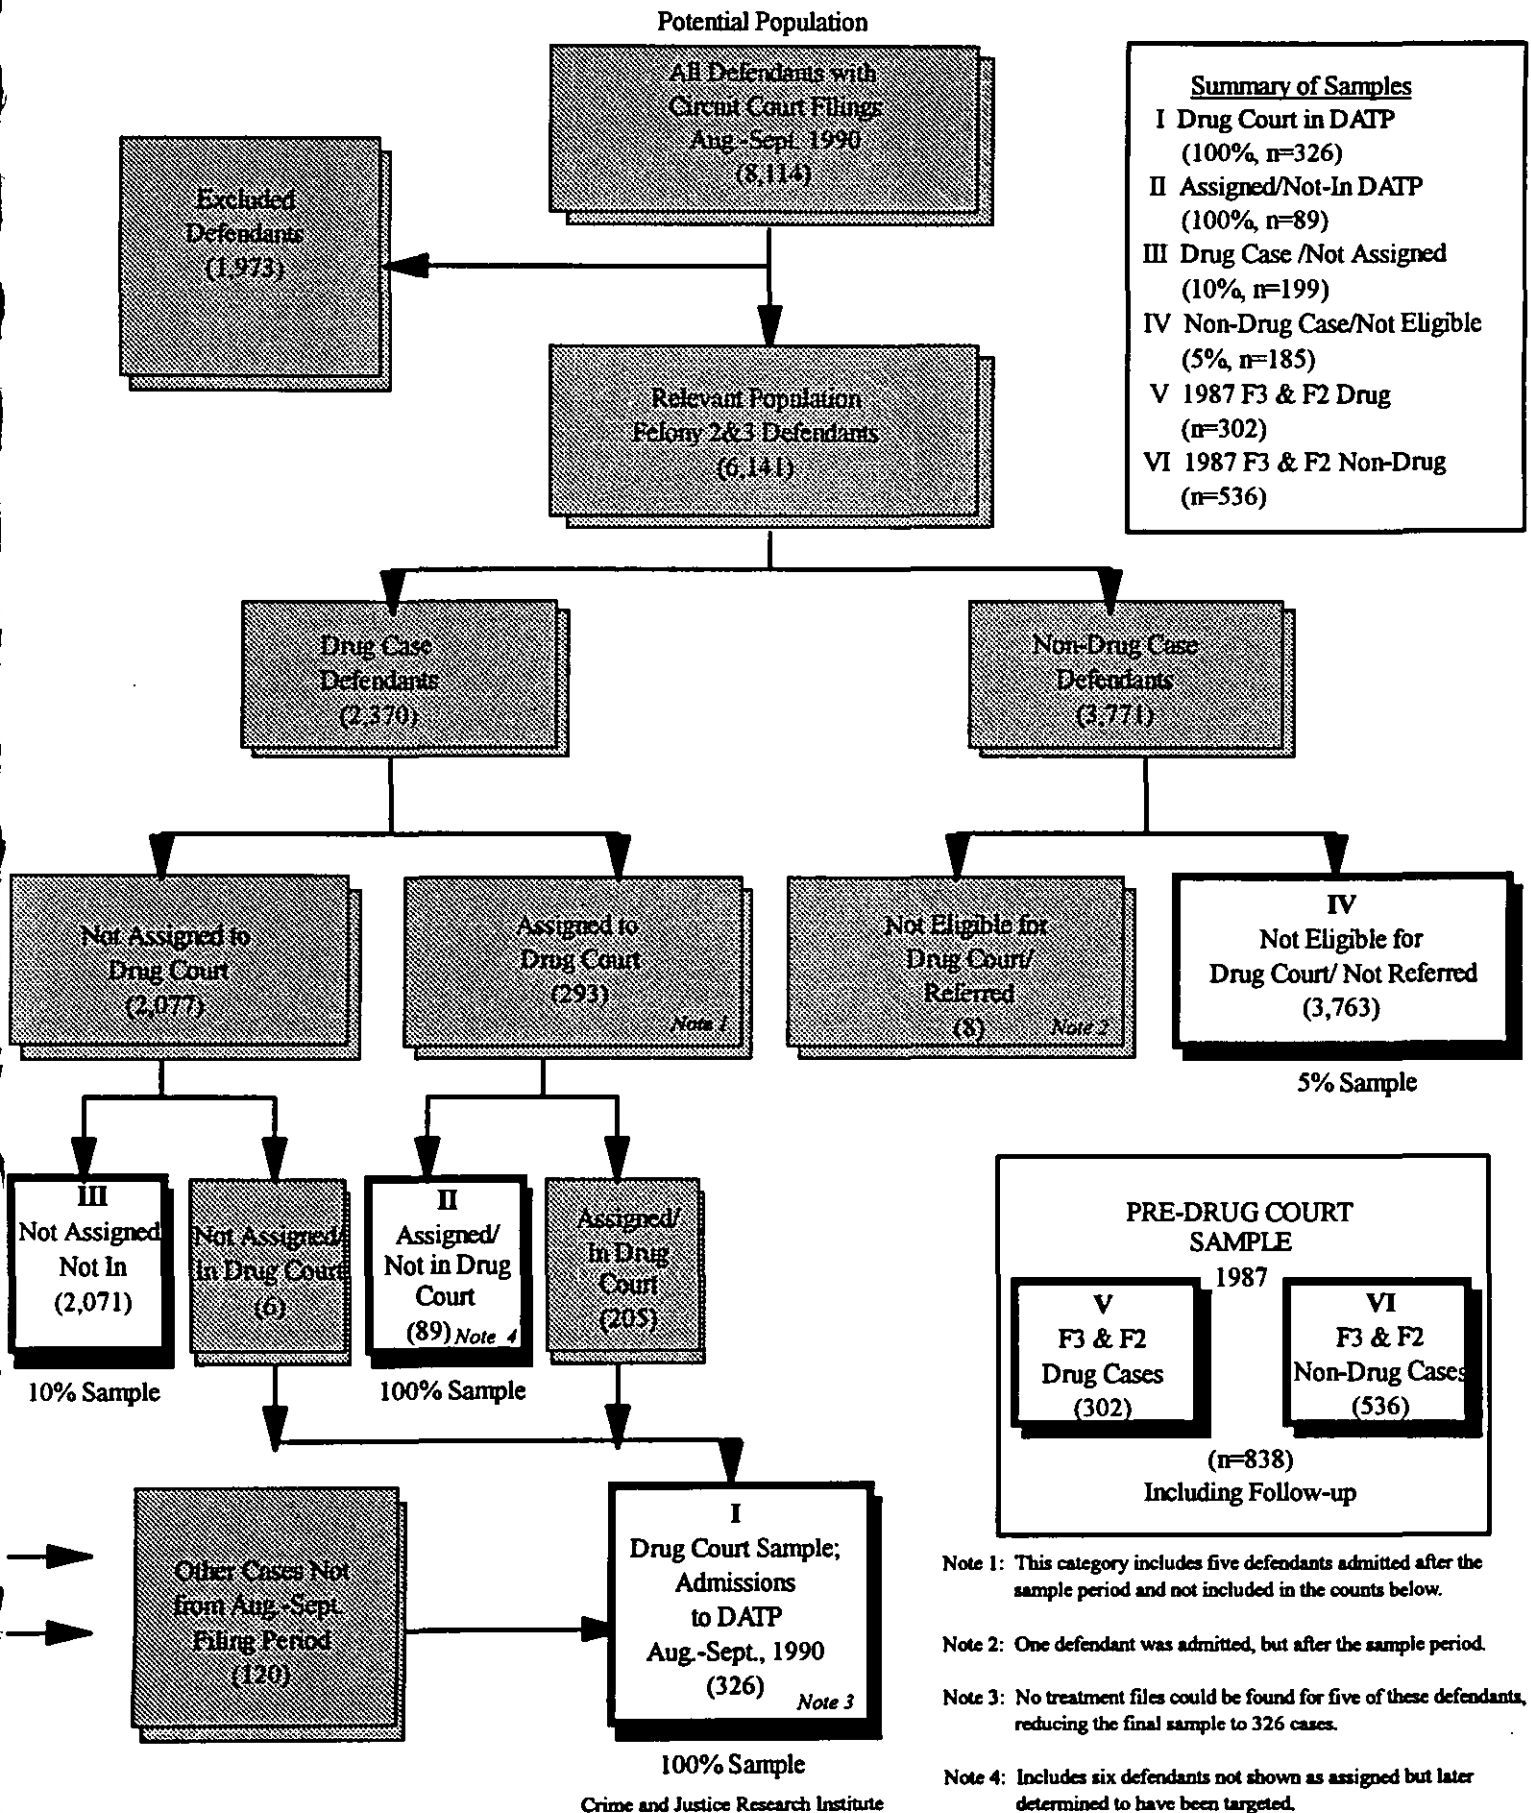 Potential Population
All Defendants with
Circuit Court Filings
Aug.-Sept. 1990
(8,114)
Summary of Samples
I Drug Court in DATP
(100%, n=326)
II Assigned/Not-In DATP
(100%, n=89)
III Drug Case /Not Assigned
(10%, n=199)
IV Non-Drug Case/Not Eligible
(5%, n=185)
V 1987 F3 & F2 Drug
(n=302)
VI 1987 F3 & F2 Non-Drug
(n=536)
Excluded
Defendants
(1,973)
Relevant Population
Felony 2&3 Defendants
(6,141)
Drug Case
Defendants
(2,370)
Non-Drug Case
Defendants
(3,771)
Not Assigned to
Drug Court
(2,077)
Assigned to
Drug Court
(293)
Note 1
Not Eligible for
Drug Court/
Referred
(8) Note 2
IV
Not Eligible for
Drug Court/ Not Referred
(3,763)
5% Sample
III
Not Assigned
Not In
(2,071)
10% Sample
Not Assigned/
In Drug Court
(6)
II
Assigned/
Not in Drug
Court
(89) Note 4
100% Sample
Assigned/
In Drug
Court
(205)
PRE-DRUG COURT
SAMPLE
1987
V
F3 & F2
Drug Cases
(302)
VI
F3 & F2
Non-Drug Cases
(536)
(n=838)
Including Follow-up
Other Cases Not
from Aug.-Sept.
Filing Period
(120)
I
Drug Court Sample;
Admissions
to DATP
Aug.-Sept., 1990
(326)
Note 3
100% Sample
Note 1: This category includes five defendants admitted after the
sample period and not included in the counts below.
Note 2: One defendant was admitted, but after the sample period.
Note 3: No treatment files could be found for five of these defendants,
reducing the final sample to 326 cases.
Note 4: Includes six defendants not shown as assigned but later
determined to have been targeted.
Crime and Justice Research Institute